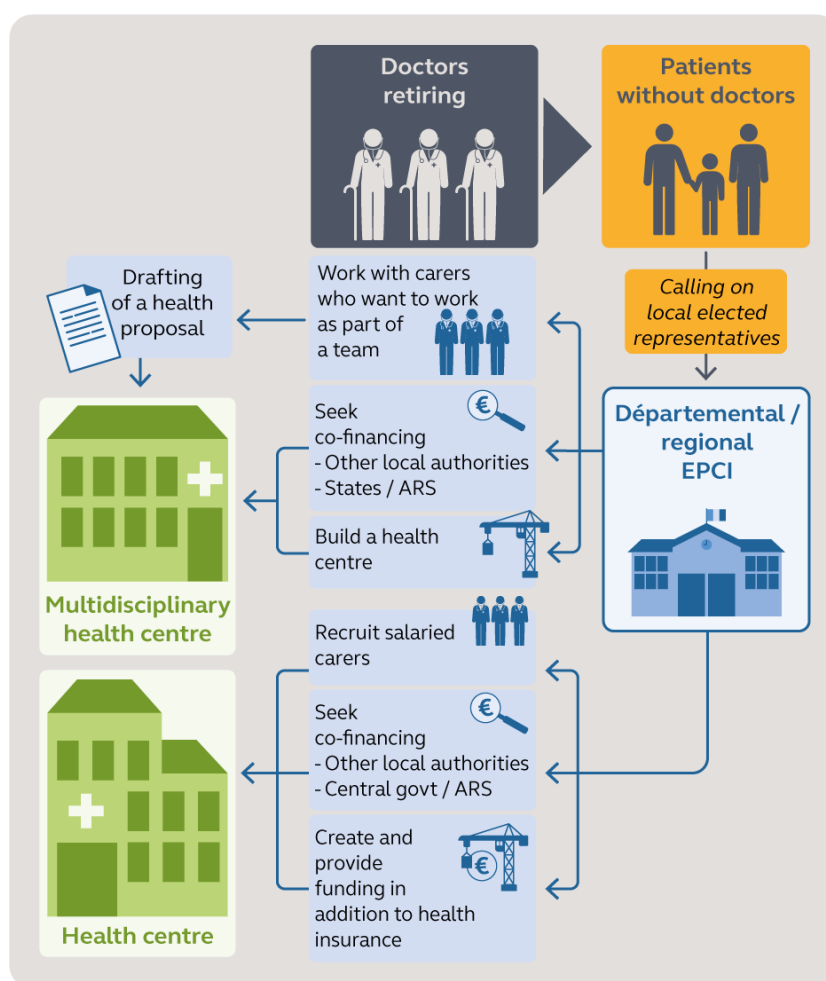 Doctors
retiring
Patients
without doctors
Calling on
local elected
representatives
Départemental /
regional
EPCI
Work with carers
who want to work
as part of
a team
Drafting
of a health
proposal
Seek
co-financing
- Other local authorities
- States / ARS
Build a health
centre
Multidisciplinary
health centre
Recruit salaried
carers
Seek
co-financing
- Other local authorities
- Central govt / ARS
Create and
provide
funding in
addition to health
insurance
Health centre
€
€
€